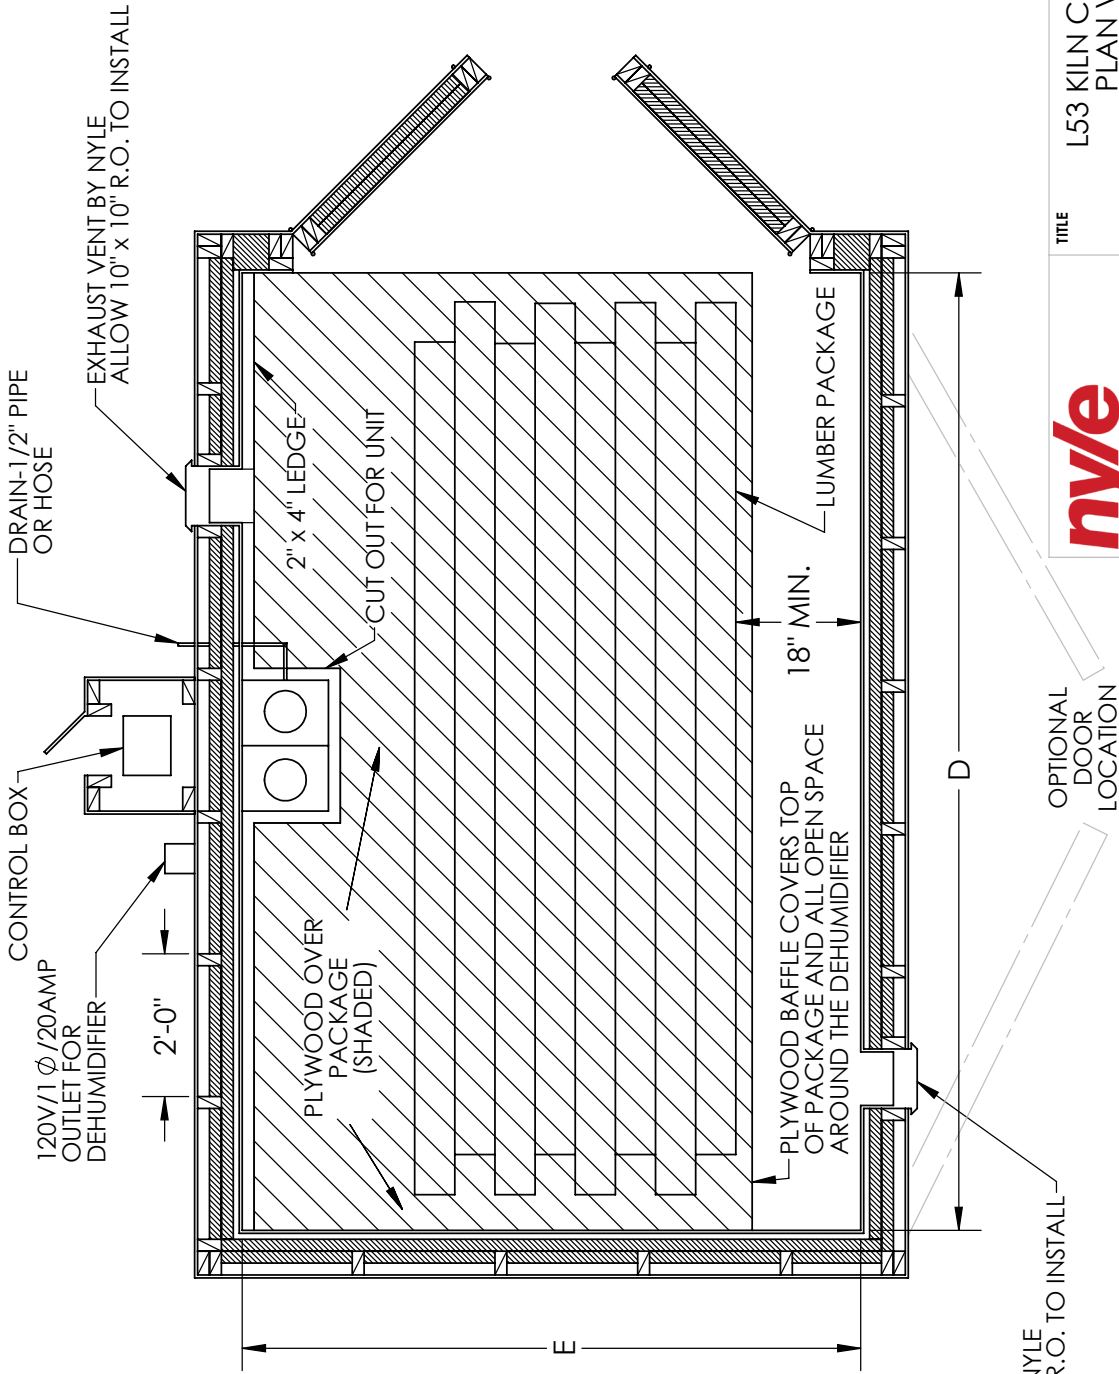 DRAIN-1/2" PIPE
OR HOSE
EXHAUST VENT BY NYLE
ALLOW 10" x 10" R.O. TO INSTALL
CONTROL BOX
120V/1 Ø /20AMP
OUTLET FOR
DEHUMIDIFIER
2'-0"
2" x 4" LEDGE
CUT OUT FOR UNIT
PLYWOOD OVER
PACKAGE
(SHADED)
LUMBER PACKAGE
18" MIN.
PLYWOOD BAFFLE COVERS TOP
OF PACKAGE AND ALL OPEN SPACE
AROUND THE DEHUMIDIFIER
D
E
OPTIONAL
DOOR
LOCATION
NYLE
R.O. TO INSTALL
nyle
TITLE
L53 KILN C
PLAN V